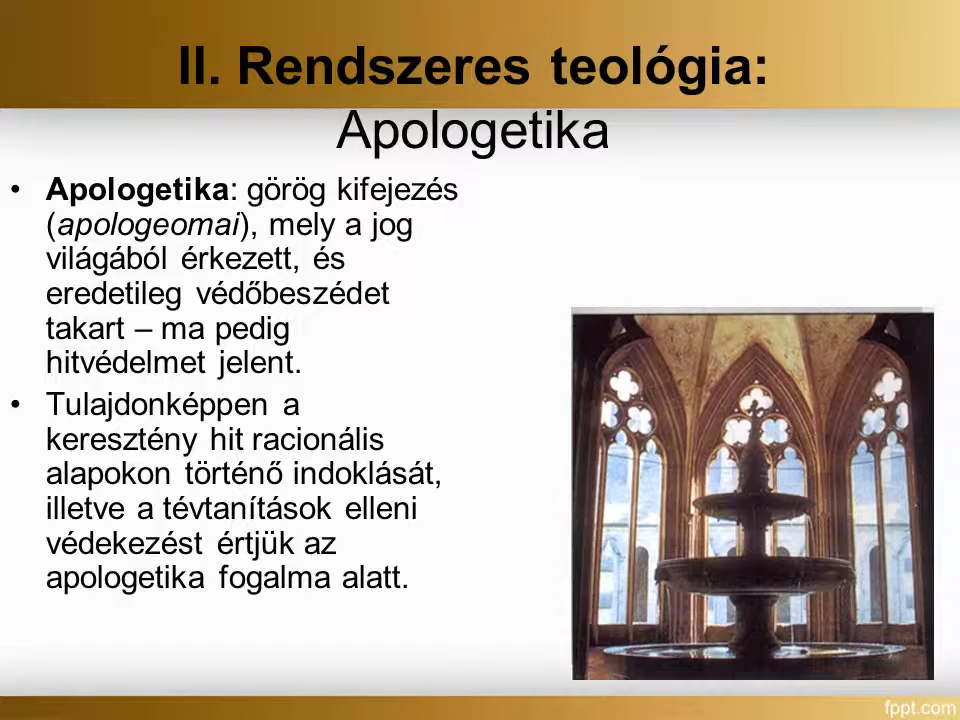 II. Rendszeres teológia:
Apologetika
• Apologetika: görög kifejezés
(apologeomai), mely a jog
világából érkezett, és
eredetileg védőbeszédet
takart – ma pedig
hitvédelmet jelent.
• Tulajdonképpen a
keresztény hit racionális
alapokon történő indoklását,
illetve a tévtanítások elleni
védekezést értjük az
apologetika fogalma alatt.
fppt.com